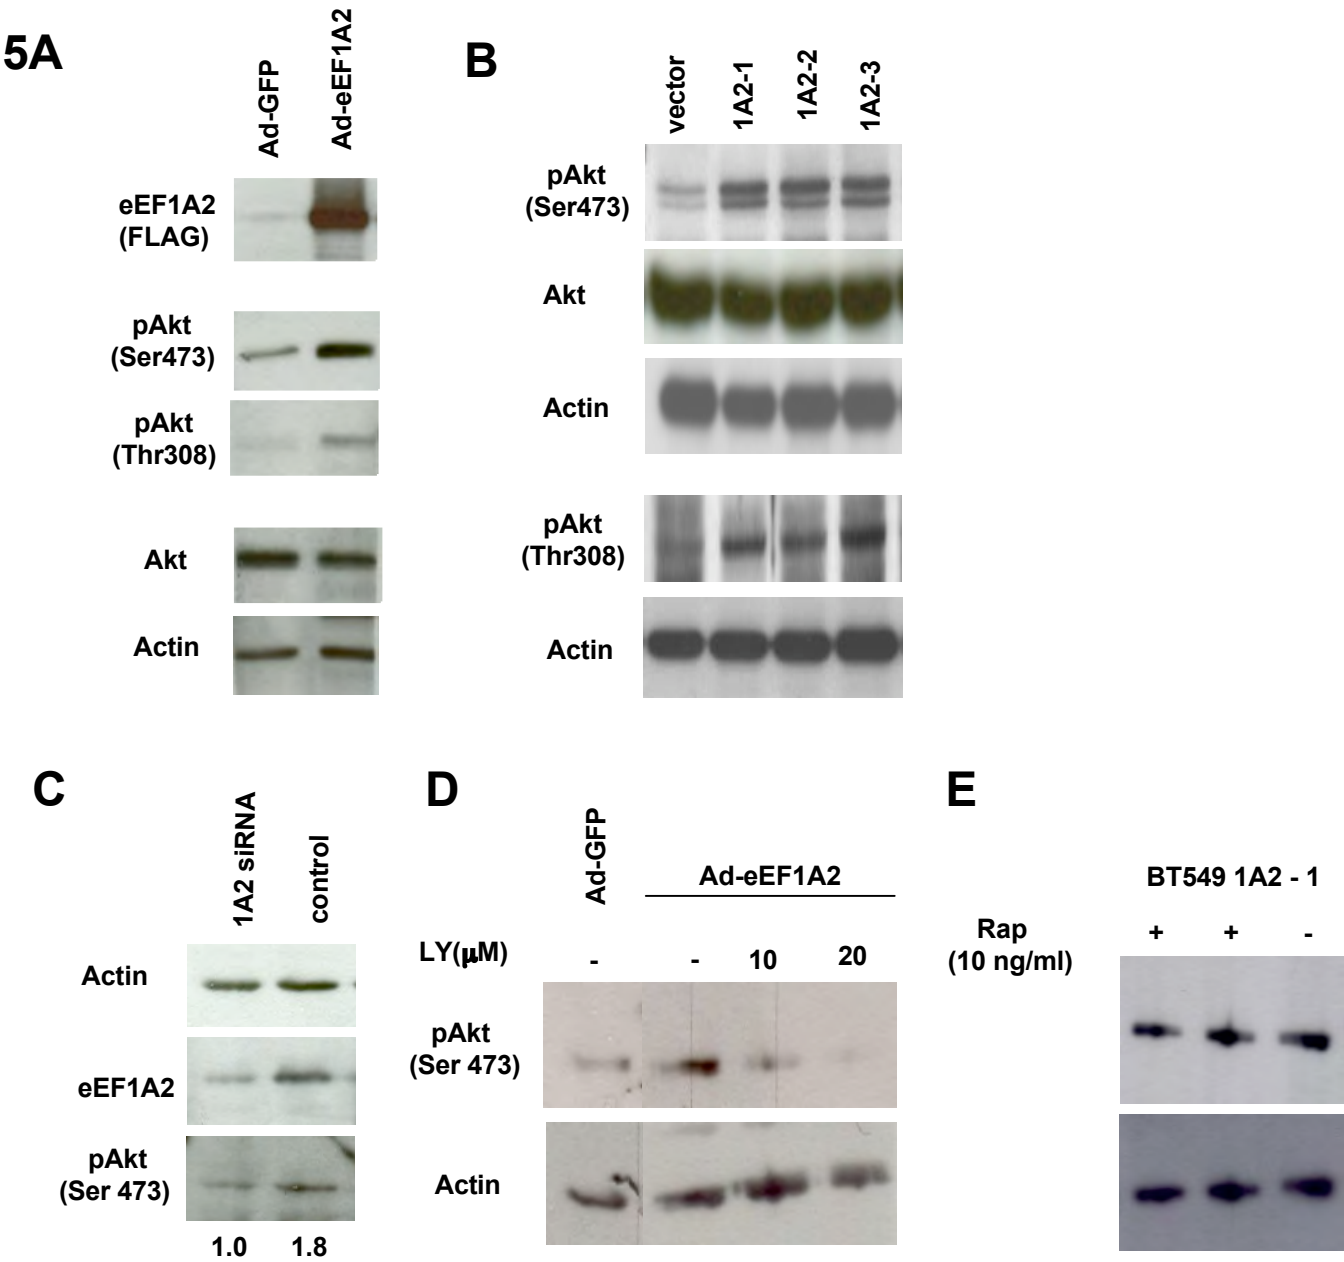 5A
Ad-GFP
Ad-eEF1A2
eEF1A2
(FLAG)
pAkt
(Ser473)
pAkt
(Thr308)
Akt
Actin
B
vector
1A2-1
1A2-2
1A2-3
pAkt
(Ser473)
Akt
Actin
pAkt
(Thr308)
Actin
C
1A2 siRNA
control
Actin
eEF1A2
pAkt
(Ser 473)
1.0 1.8
D
Ad-GFP
Ad-eEF1A2
LY(μM) - - 10 20
pAkt
(Ser 473)
Actin
E
BT549 1A2 - 1
Rap + + -
(10 ng/ml)